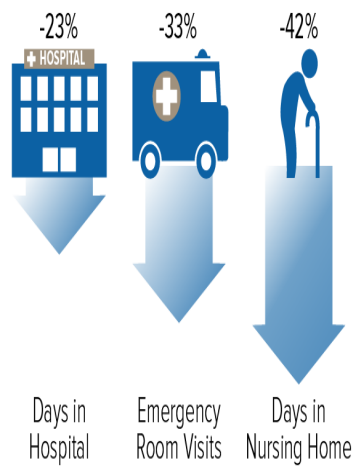 -23%
-33%
-42%
HOSPITAL
Days in
Hospital
Emergency
Room Visits
Days in
Nursing Home